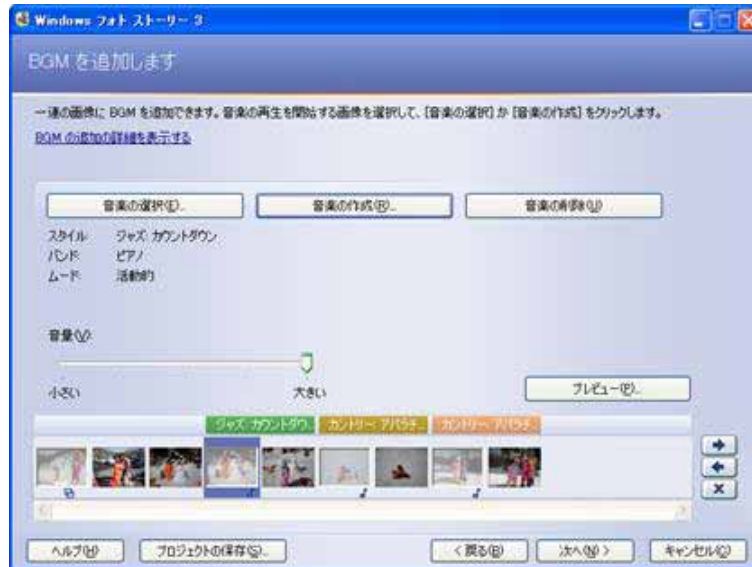 Windows フォト ストーリー 3
BGM を追加します
一連の画像に BGM を追加できます。音楽の再生を開始する画像を選択して、[音楽の選択] か [音楽の作成] をクリックします。
BGM の追加の詳細を表示する
音楽の選択(E)... 音楽の作成(R)... 音楽の削除(U)
スタイル: ジャズ: カウントダウン
バンド: ピアノ
ムード: 活動的
音量(V):
小さい 大きい プレビュー(P)...
ジャズ: カウントダウ... カントリー: アパラチ... カントリー: アパラチ...
ヘルプ(H) プロジェクトの保存(S)... < 戻る(B) 次へ(N) > キャンセル(C)